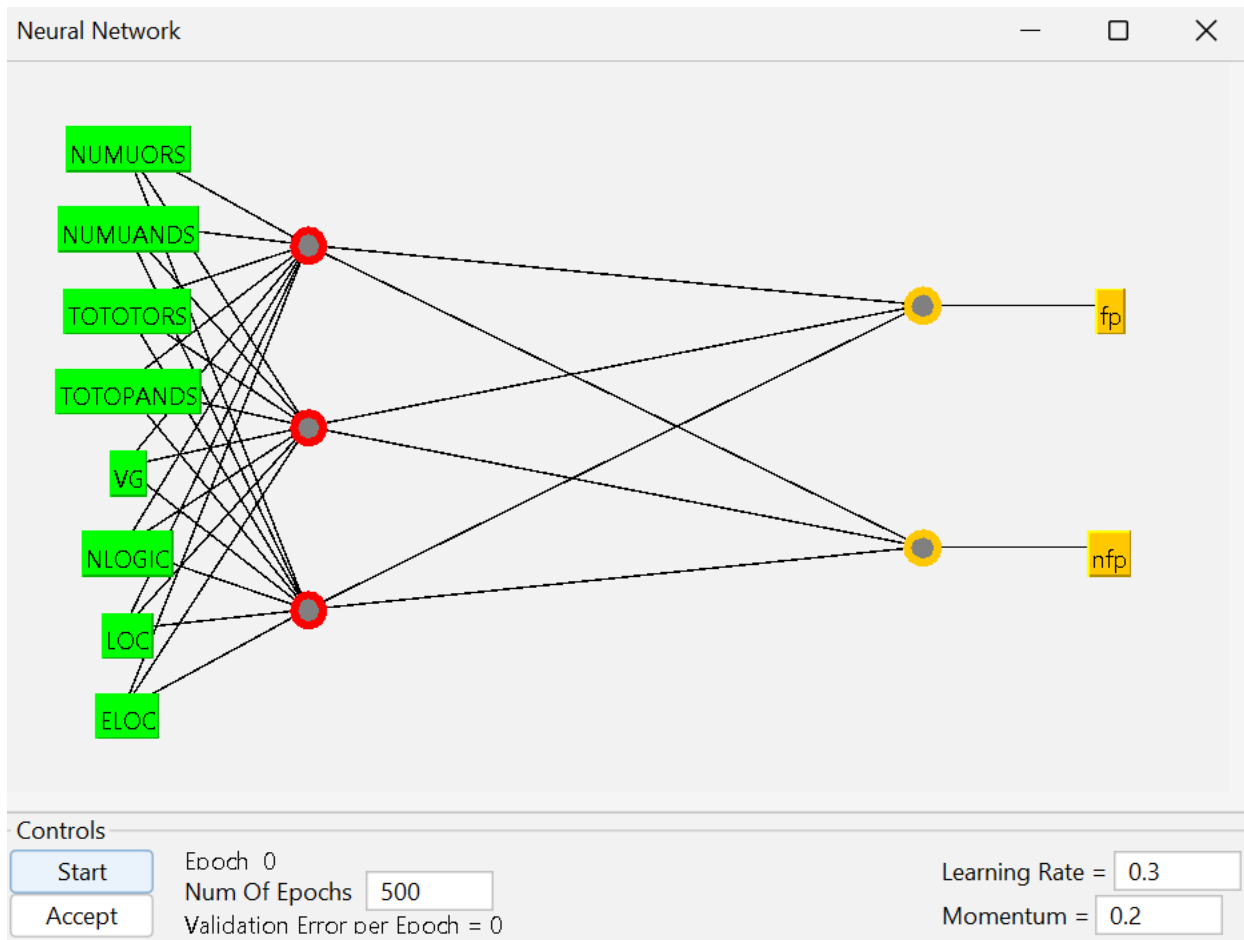 Neural Network
NUMUORS
NUMUANDS
TOTOTORS
TOTOPANDS
VG
NLOGIC
LOC
ELOC
fp
nfp
Controls
Start
Accept
Epoch 0
Num Of Epochs 500
Validation Error per Epoch = 0
Learning Rate = 0.3
Momentum = 0.2